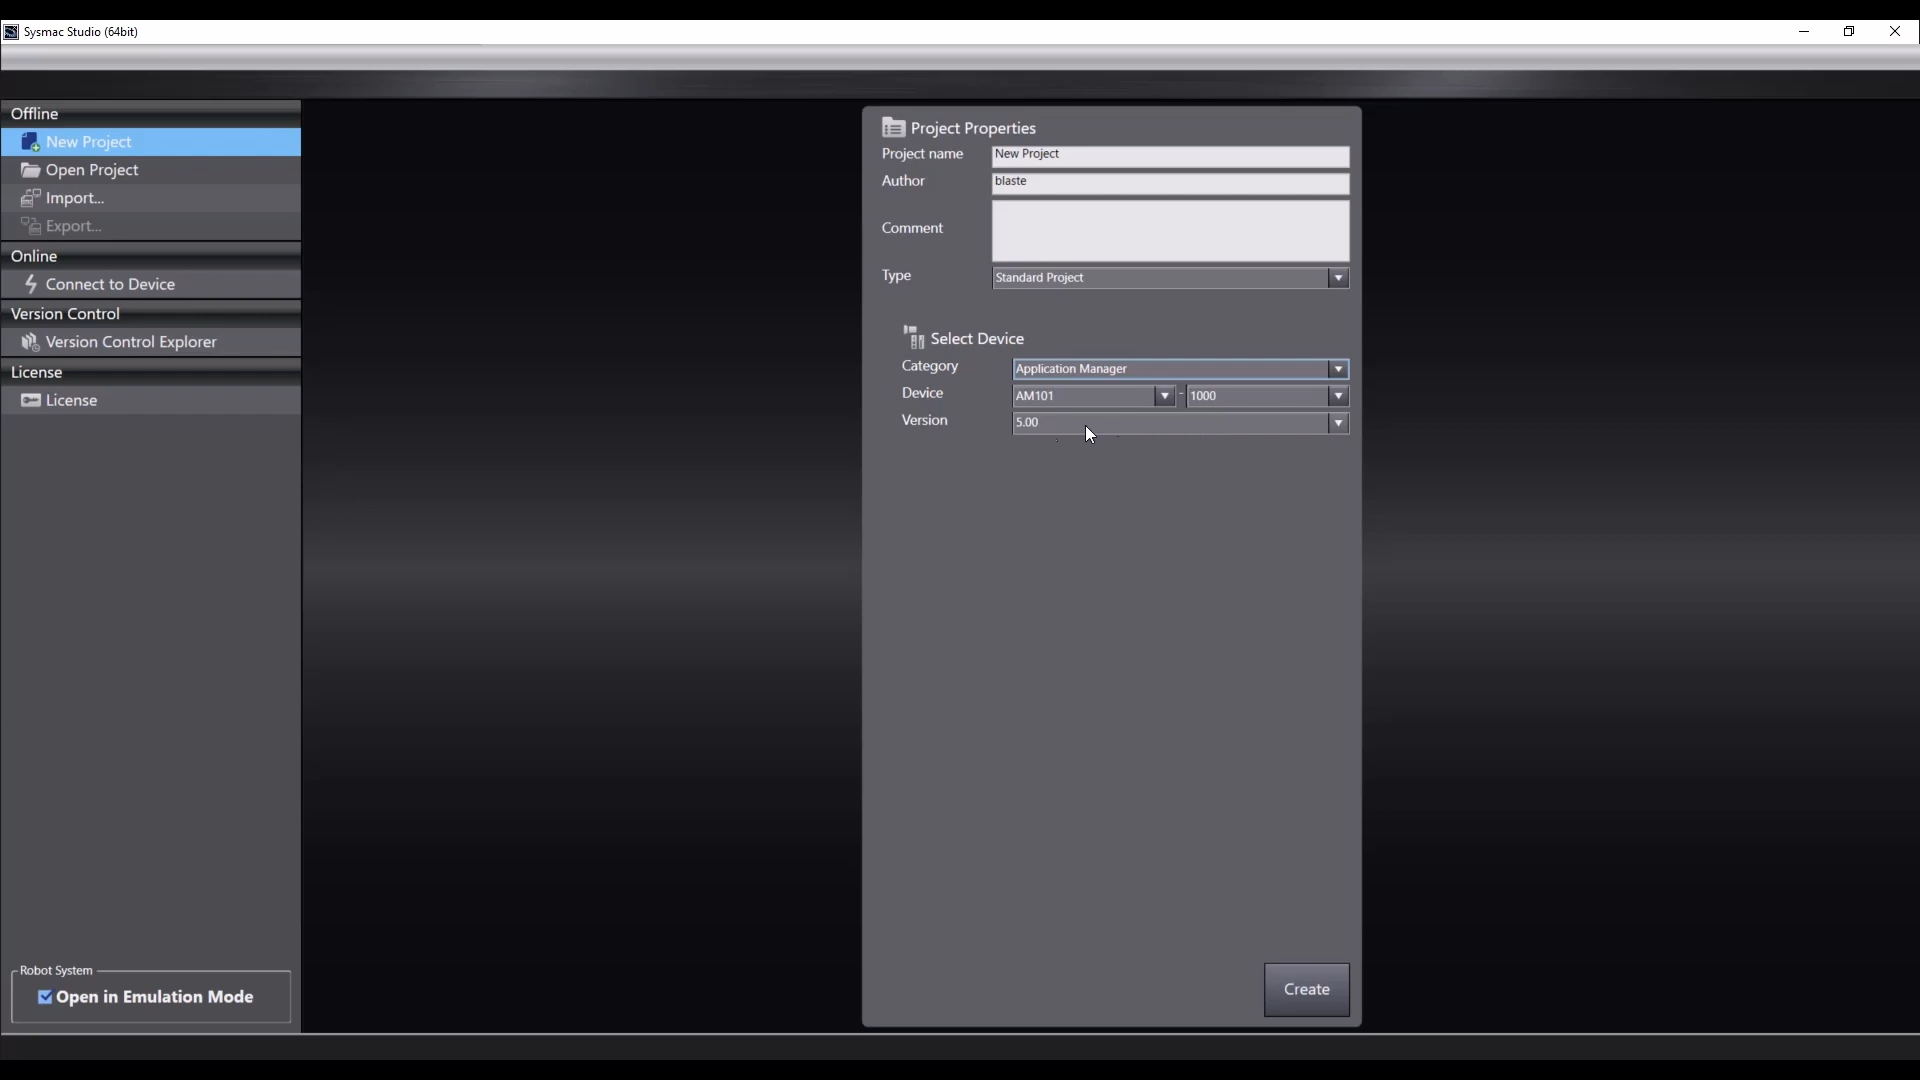 Sysmac Studio (64bit)
Offline
New Project
Open Project
Import...
Export...
Online
Connect to Device
Version Control
Version Control Explorer
License
License
Robot System
Open in Emulation Mode
Project Properties
Project name New Project
Author blaste
Comment
Type Standard Project
Select Device
Category Application Manager
Device AM101 - 1000
Version 5.00
Create